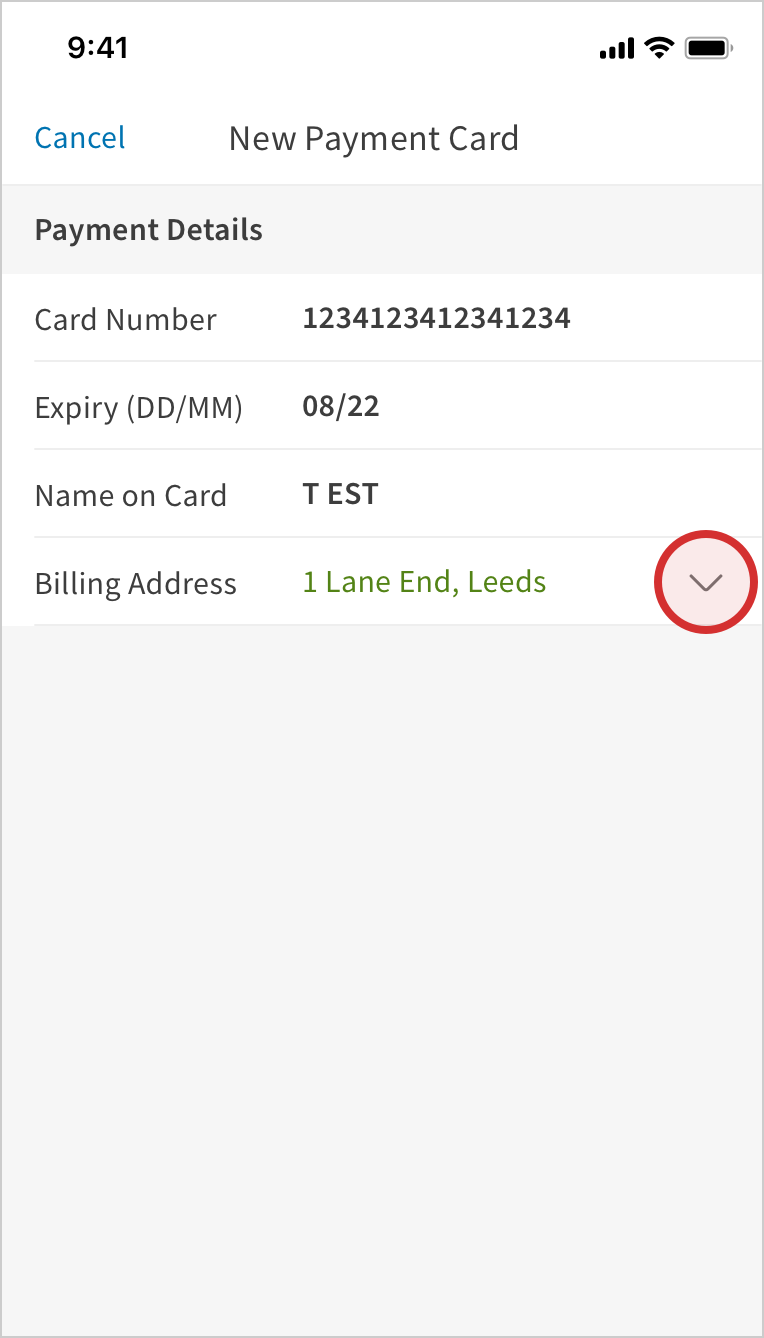 9:41
Cancel New Payment Card
Payment Details
Card Number 1234123412341234
Expiry (DD/MM) 08/22
Name on Card T EST
Billing Address 1 Lane End, Leeds